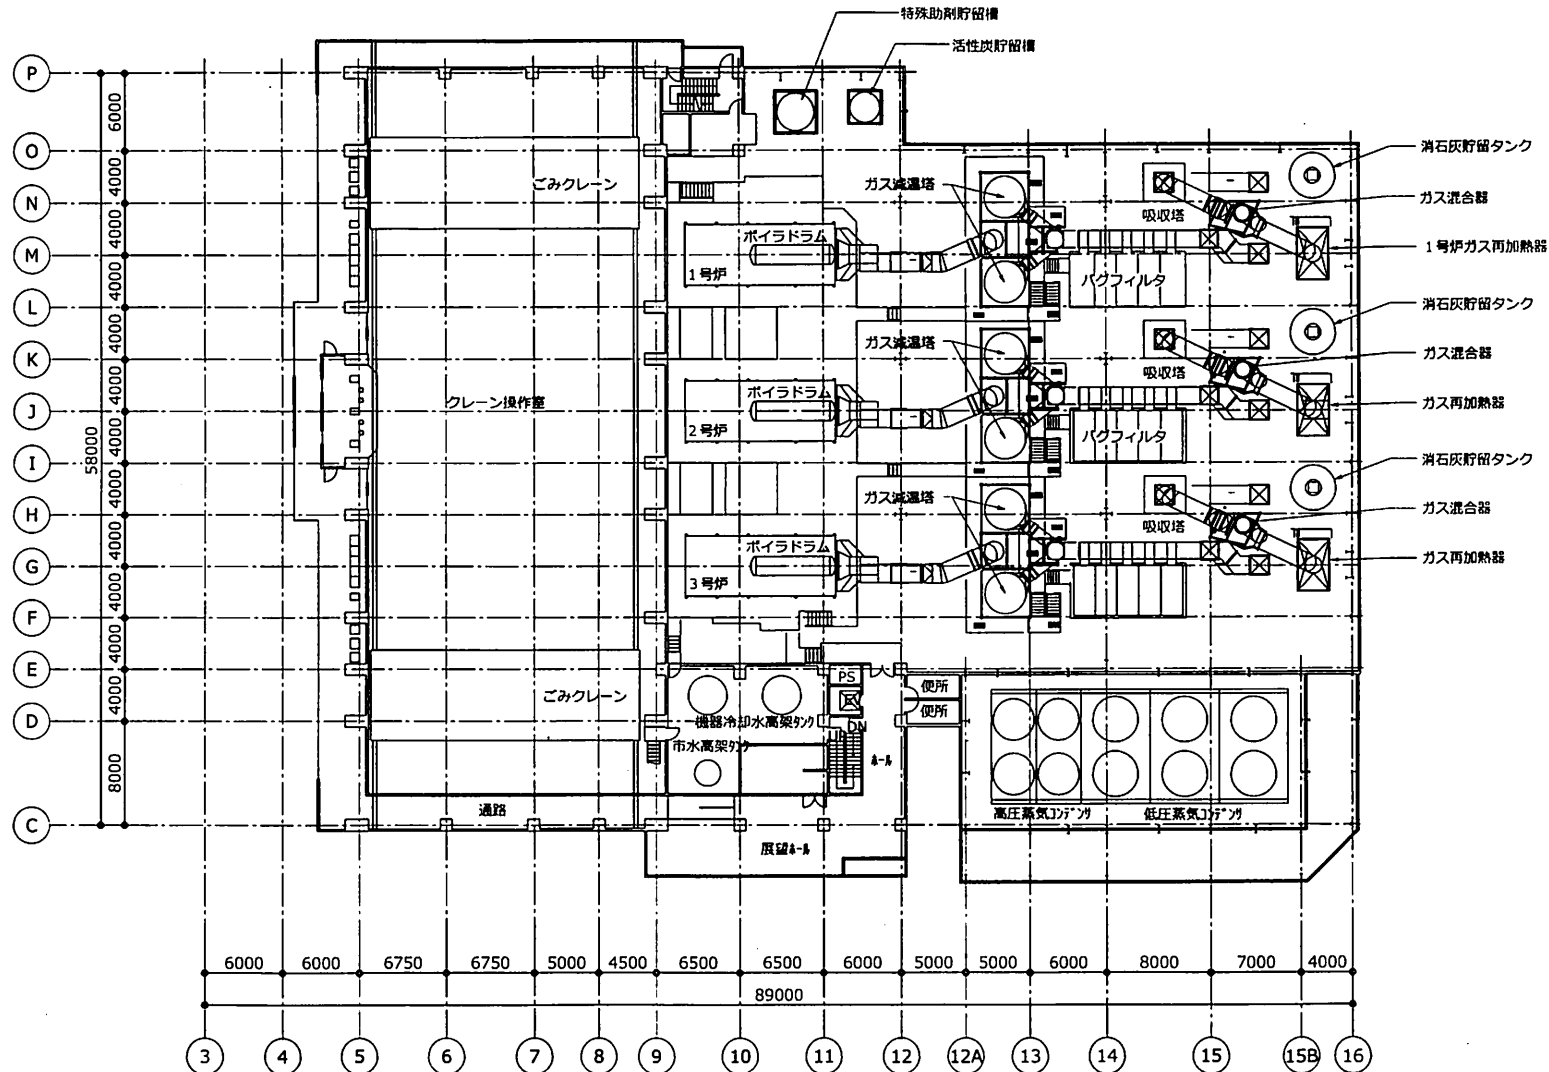 特殊助剤貯留槽
活性炭貯留槽
P
O
N
M
L
K
J
I
H
G
F
E
D
C
6000
4000
4000
4000
4000
4000
4000
4000
4000
4000
4000
4000
8000
58000
ごみクレーン
ガス減温塔
吸収塔
消石灰貯留タンク
ガス混合器
ボイラドラム
1号炉
バグフィルタ
1号炉ガス再加熱器
消石灰貯留タンク
ガス減温塔
吸収塔
ガス混合器
クレーン操作室
ボイラドラム
2号炉
バグフィルタ
ガス再加熱器
消石灰貯留タンク
ガス減温塔
吸収塔
ガス混合器
ボイラドラム
3号炉
ガス再加熱器
ごみクレーン
PS
便所
便所
機器冷却水高架タンク
DN
市水高架タンク
ホール
通路
高圧蒸気コンデンサ
低圧蒸気コンデンサ
展望ホール
6000 6000 6750 6750 5000 4500 6500 6500 6000 5000 5000 6000 8000 7000 4000
89000
3 4 5 6 7 8 9 10 11 12 12A 13 14 15 15B 16